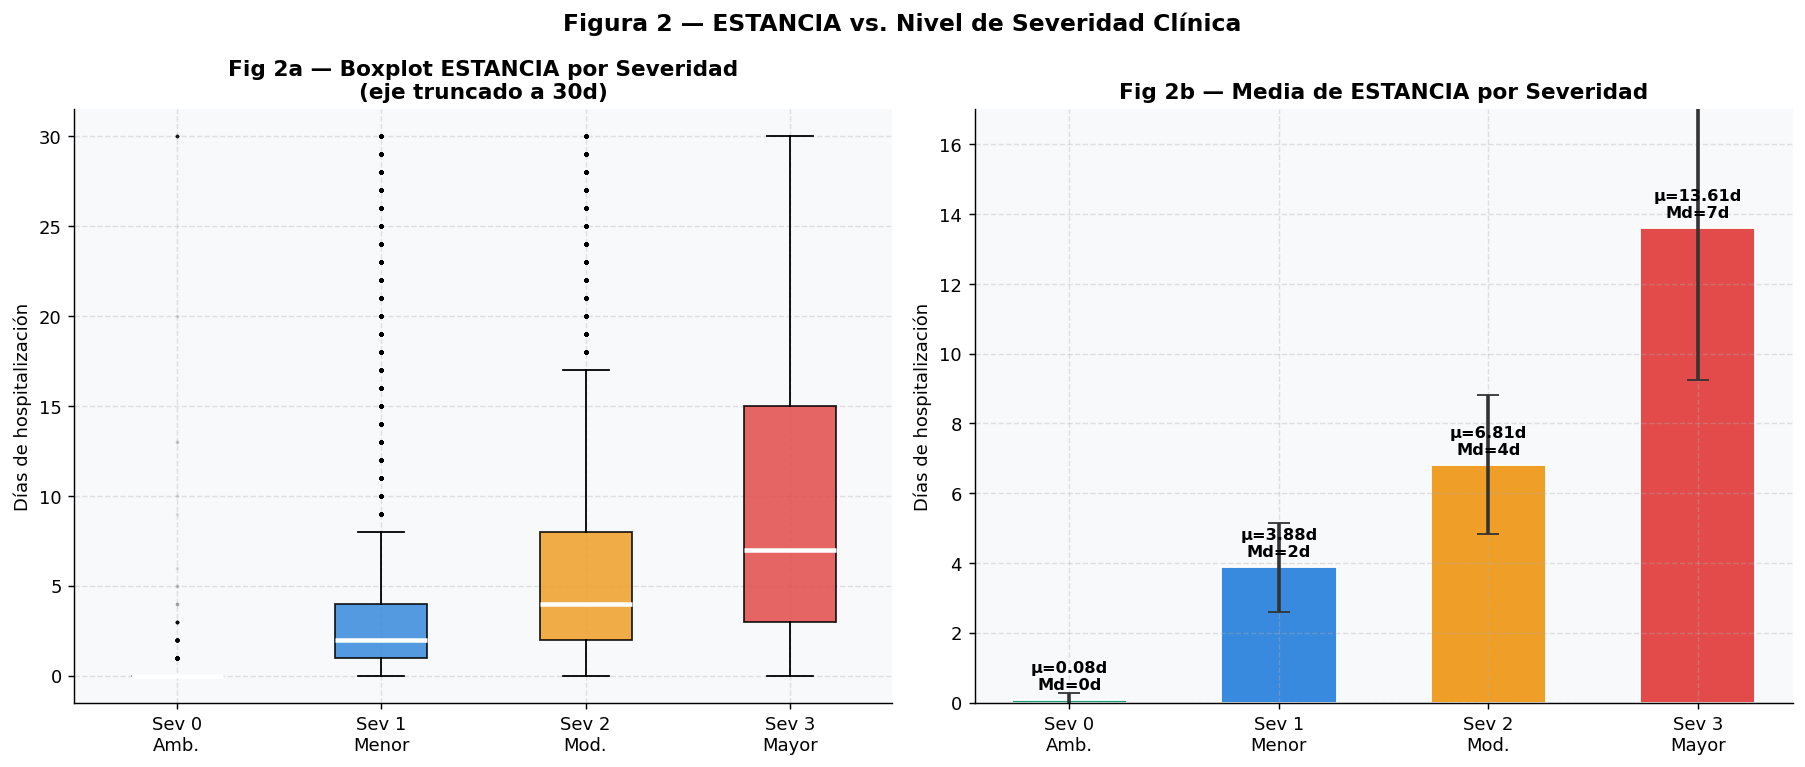 Figura 2 — ESTANCIA vs. Nivel de Severidad Clínica
Fig 2a — Boxplot ESTANCIA por Severidad
(eje truncado a 30d)
Días de hospitalización
30
25
20
15
10
5
0
Sev 0
Amb.
Sev 1
Menor
Sev 2
Mod.
Sev 3
Mayor
Fig 2b — Media de ESTANCIA por Severidad
Días de hospitalización
16
14
12
10
8
6
4
2
0
μ=0.08d
Md=0d
μ=3.88d
Md=2d
μ=6.81d
Md=4d
μ=13.61d
Md=7d
Sev 0
Amb.
Sev 1
Menor
Sev 2
Mod.
Sev 3
Mayor